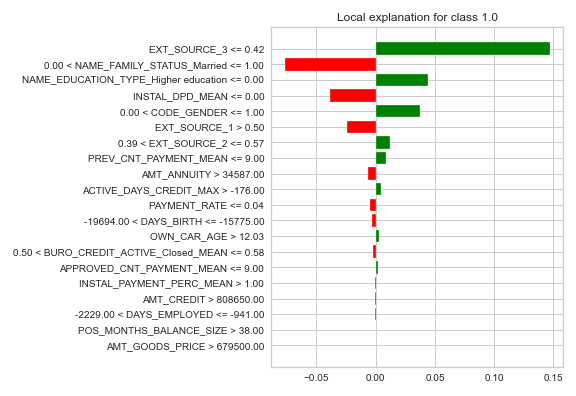 Local explanation for class 1.0
EXT_SOURCE_3 <= 0.42
0.00 < NAME_FAMILY_STATUS_Married <= 1.00
NAME_EDUCATION_TYPE_Higher education <= 0.00
INSTAL_DPD_MEAN <= 0.00
0.00 < CODE_GENDER <= 1.00
EXT_SOURCE_1 > 0.50
0.39 < EXT_SOURCE_2 <= 0.57
PREV_CNT_PAYMENT_MEAN <= 9.00
AMT_ANNUITY > 34587.00
ACTIVE_DAYS_CREDIT_MAX > -176.00
PAYMENT_RATE <= 0.04
-19694.00 < DAYS_BIRTH <= -15775.00
OWN_CAR_AGE > 12.03
0.50 < BURO_CREDIT_ACTIVE_Closed_MEAN <= 0.58
APPROVED_CNT_PAYMENT_MEAN <= 9.00
INSTAL_PAYMENT_PERC_MEAN > 1.00
AMT_CREDIT > 808650.00
-2229.00 < DAYS_EMPLOYED <= -941.00
POS_MONTHS_BALANCE_SIZE > 38.00
AMT_GOODS_PRICE > 679500.00
−0.05 0.00 0.05 0.10 0.15